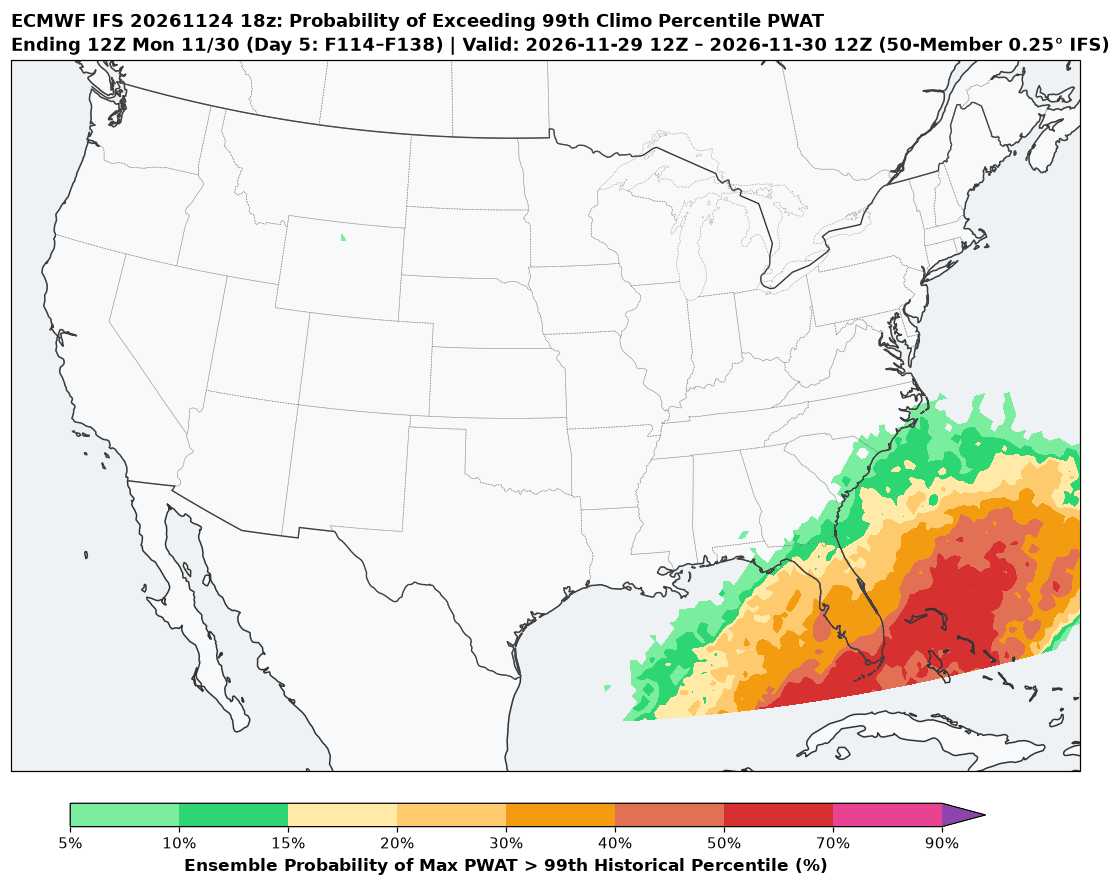 ECMWF IFS 20261124 18z: Probability of Exceeding 99th Climo Percentile PWAT
Ending 12Z Mon 11/30 (Day 5: F114–F138) | Valid: 2026-11-29 12Z – 2026-11-30 12Z (50-Member 0.25° IFS)
5% 10% 15% 20% 30% 40% 50% 70% 90%
Ensemble Probability of Max PWAT > 99th Historical Percentile (%)